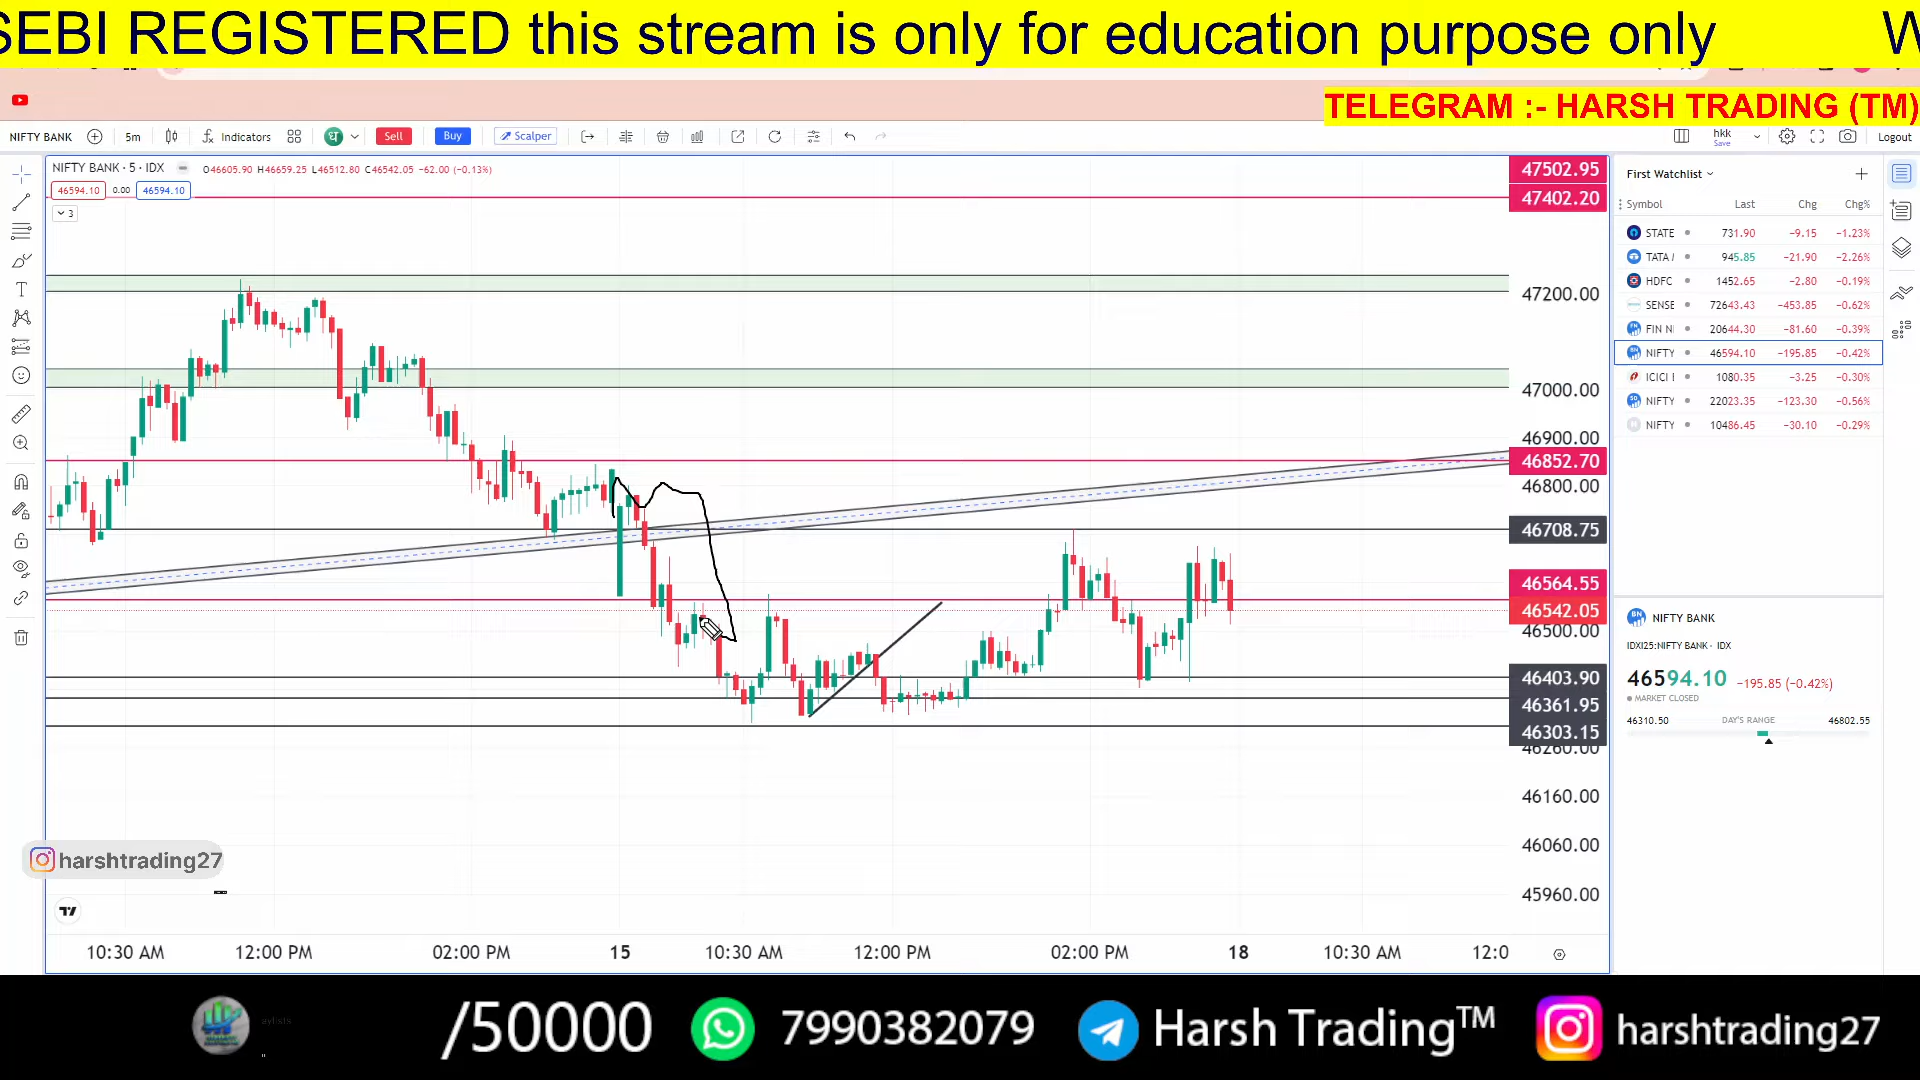 SEBI REGISTERED this stream is only for education purpose only W
TELEGRAM :- HARSH TRADING (TM)
NIFTY BANK 5m Indicators Sell Buy Scalper hkk Save Logout
NIFTY BANK · 5 · IDX O46605.90 H46659.25 L46512.80 C46542.05 −62.00 (−0.13%)
46594.10 0.00 46594.10
3
47502.95
47402.20
47200.00
47000.00
46900.00
46852.70
46800.00
46708.75
46564.55
46542.05
46500.00
46403.90
46361.95
46303.15
46260.00
46160.00
46060.00
45960.00
10:30 AM 12:00 PM 02:00 PM 15 10:30 AM 12:00 PM 02:00 PM 18 10:30 AM 12:0
First Watchlist
Symbol Last Chg Chg%
STATE 731.90 −9.15 −1.23%
TATA 945.85 −21.90 −2.26%
HDFC 1452.65 −2.80 −0.19%
SENSE 72643.43 −453.85 −0.62%
FIN NI 20644.30 −81.60 −0.39%
NIFTY 46594.10 −195.85 −0.42%
ICICI 1080.35 −3.25 −0.30%
NIFTY 22023.35 −123.30 −0.56%
NIFTY 10486.45 −30.10 −0.29%
NIFTY BANK
IDXI25:NIFTY BANK · IDX
46594.10 −195.85 (−0.42%)
MARKET CLOSED
46310.50 DAY'S RANGE 46802.55
harshtrading27
/50000 7990382079 Harsh Trading™ harshtrading27